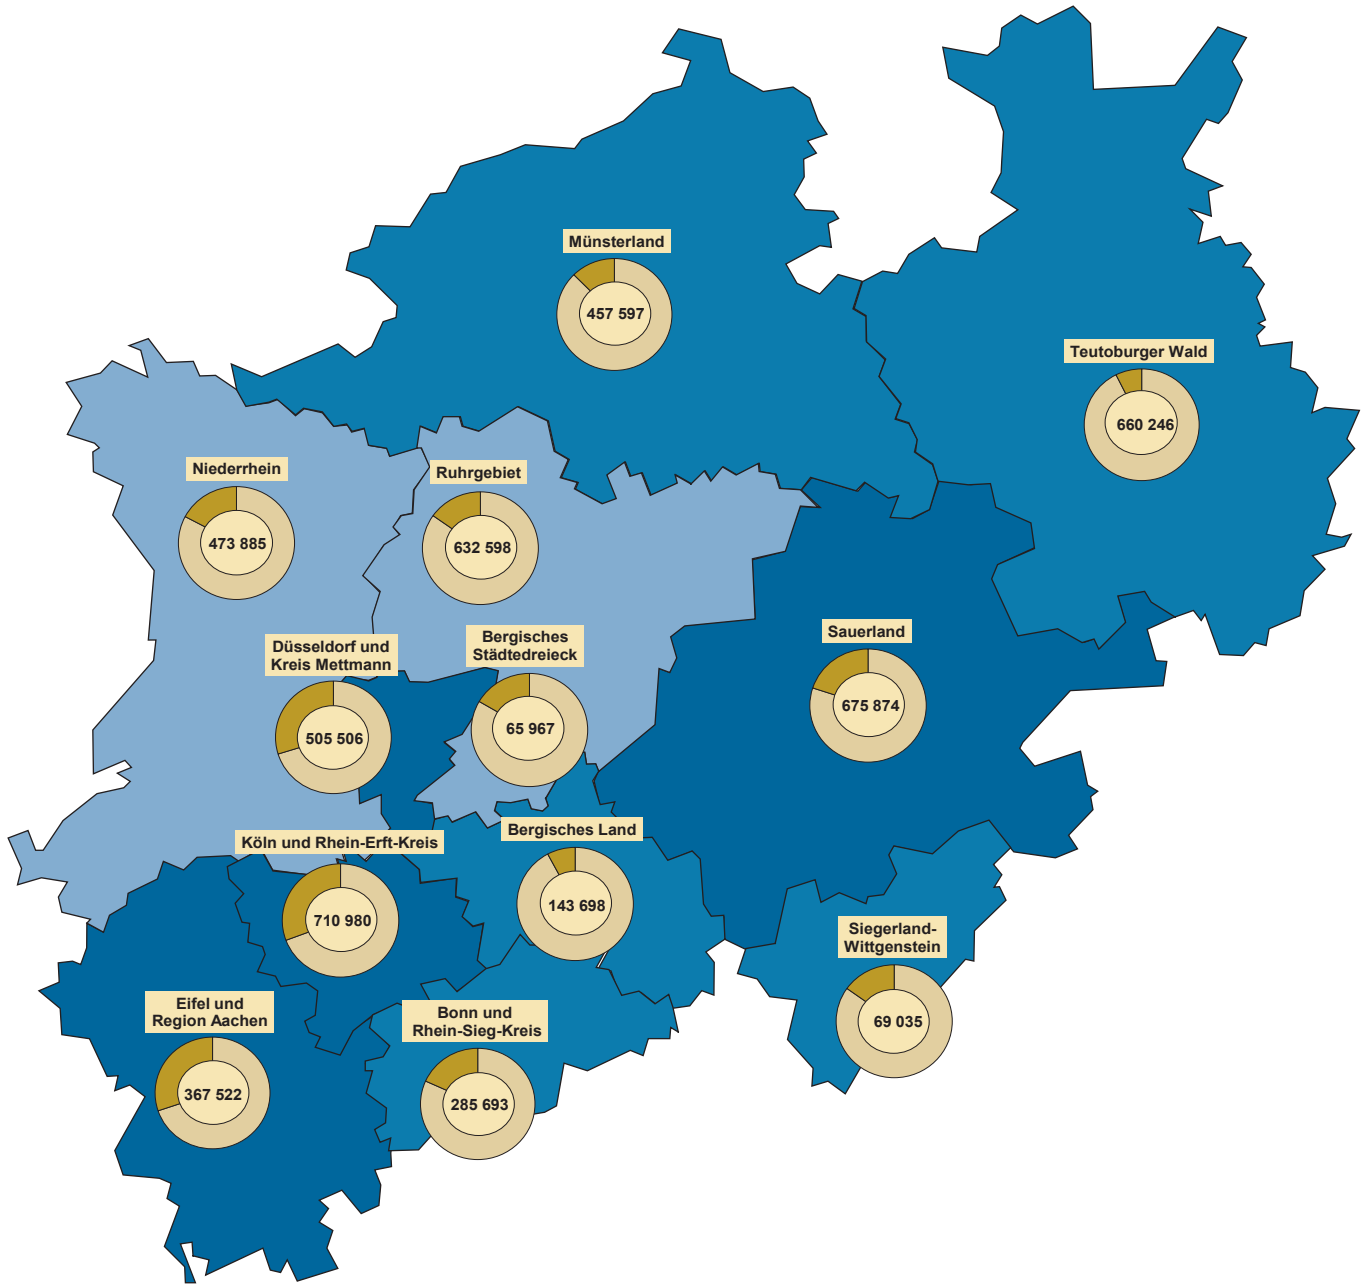 Münsterland
457 597
Teutoburger Wald
660 246
Niederrhein
473 885
Ruhrgebiet
632 598
Düsseldorf und
Kreis Mettmann
505 506
Bergisches
Städtedreieck
65 967
Sauerland
675 874
Köln und Rhein-Erft-Kreis
710 980
Bergisches Land
143 698
Siegerland-
Wittgenstein
69 035
Eifel und
Region Aachen
367 522
Bonn und
Rhein-Sieg-Kreis
285 693